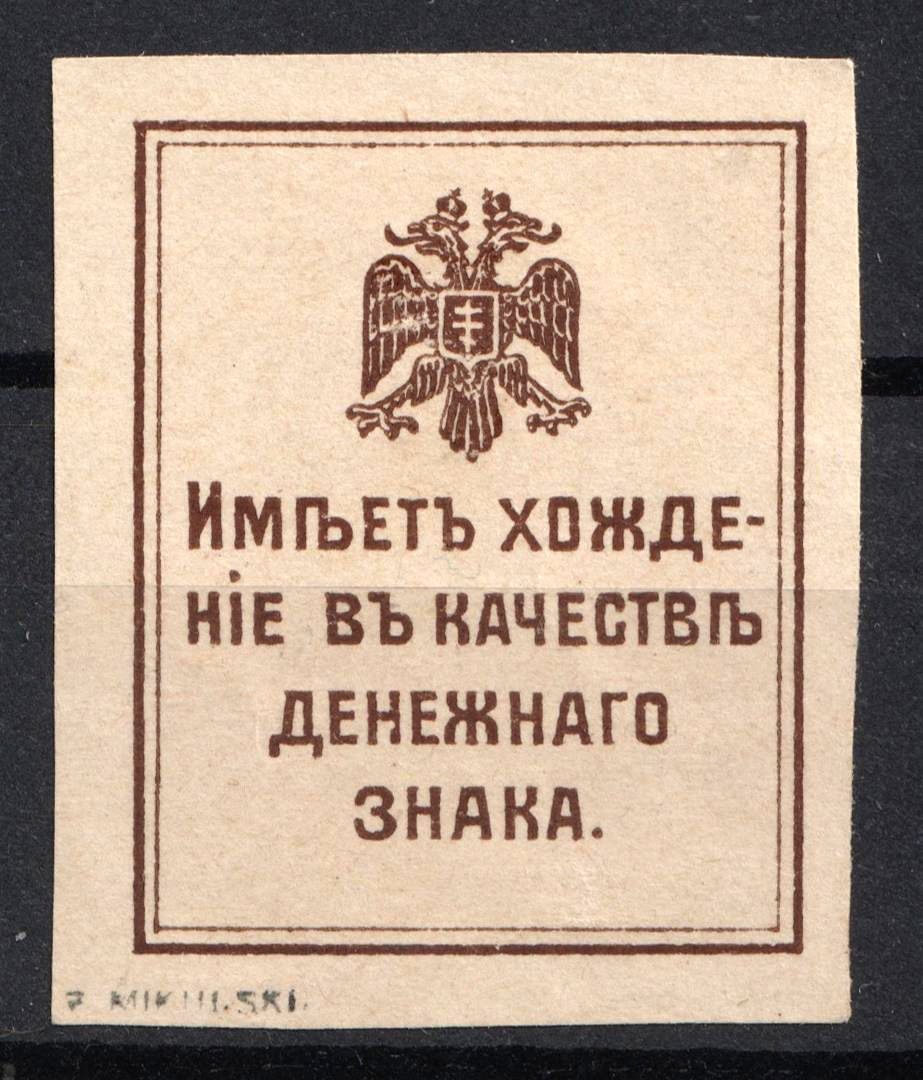 Имѣетъ хожде-
ніе въ качествѣ
денежнаго
знака.